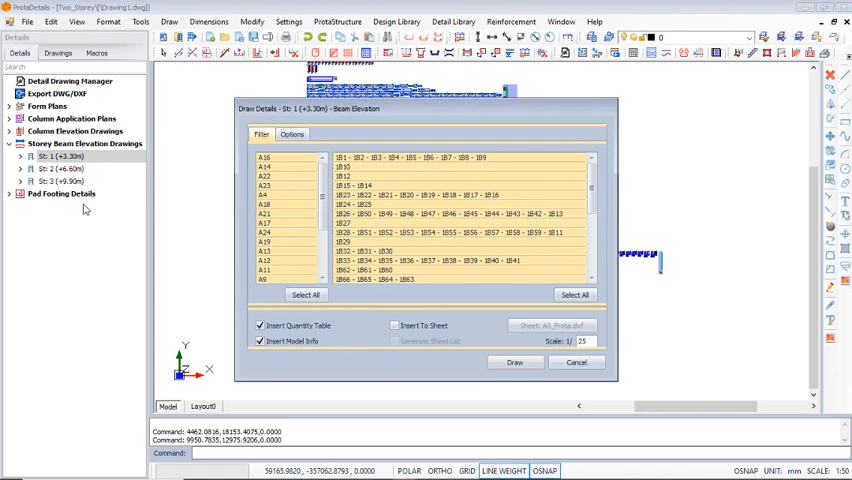 ProtaDetails - [Two_Storey\[Drawing1.dwg]
File Edit View Format Tools Draw Dimensions Modify Settings ProtaStructure Design Library Detail Library Reinforcement Window Help
Details
Details Drawings Macros
Search
0
Detail Drawing Manager
Export DWG/DXF
Form Plans
Column Application Plans
Column Elevation Drawings
Storey Beam Elevation Drawings
St: 1 (+3.30m)
St: 2 (+6.60m)
St: 3 (+9.90m)
Pad Footing Details
Draw Details - St: 1 (+3.30m) - Beam Elevation
Filter Options
A16
A14
A22
A23
A4
A18
A21
A17
A24
A19
A13
A12
A11
A9
1B1 - 1B2 - 1B3 - 1B4 - 1B5 - 1B6 - 1B7 - 1B8 - 1B9
1B10
1B12
1B15 - 1B14
1B23 - 1B22 - 1B21 - 1B20 - 1B19 - 1B18 - 1B17 - 1B16
1B24 - 1B25
1B26 - 1B50 - 1B49 - 1B48 - 1B47 - 1B46 - 1B45 - 1B44 - 1B43 - 1B42 - 1B13
1B27
1B28 - 1B51 - 1B52 - 1B53 - 1B54 - 1B55 - 1B56 - 1B57 - 1B58 - 1B59 - 1B11
1B29
1B32 - 1B31 - 1B30
1B33 - 1B34 - 1B35 - 1B36 - 1B37 - 1B38 - 1B39 - 1B40 - 1B41
1B62 - 1B61 - 1B60
1B66 - 1B65 - 1B64 - 1B63
Select All Select All
Insert Quantity Table Insert To Sheet Sheet: A0_Prota.dxf
Insert Model Info Generate Sheet List Scale: 1/ 25
Draw Cancel
Y
Z X
Model Layout0
Command: 4462.0816,18153.4075,0.0000
Command: 9950.7835,12975.9206,0.0000
Command:
59165.9820 , -357062.8793 , 0.0000 POLAR ORTHO GRID LINE WEIGHT OSNAP OSNAP UNIT: mm SCALE: 1:50